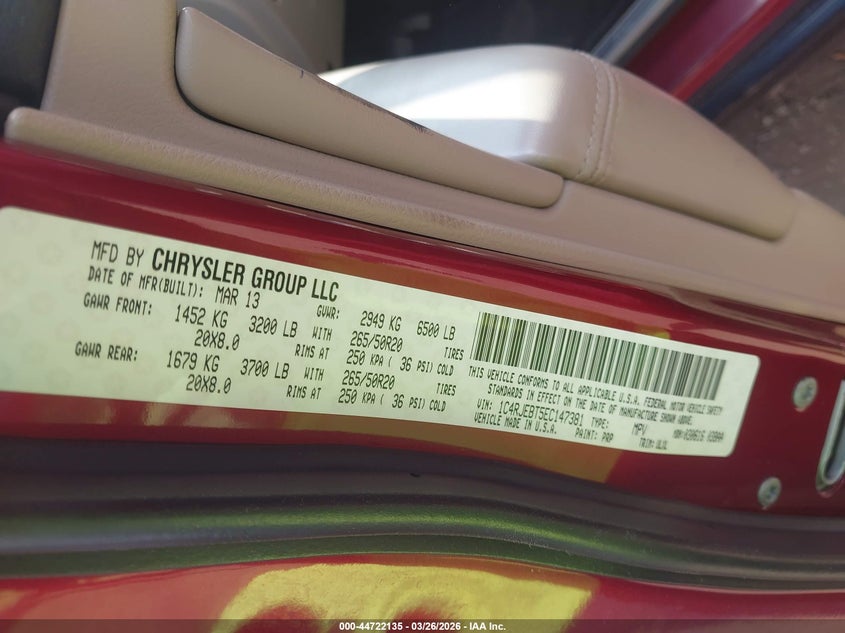 MFD BY CHRYSLER GROUP LLC
DATE OF MFR(BUILT): MAR 13 GVWR: 2949 KG 6500 LB
GAWR FRONT: 1452 KG 3200 LB WITH 265/50R20 TIRES
20X8.0 RIMS AT 250 KPA ( 36 PSI) COLD
GAWR REAR: 1679 KG 3700 LB WITH 265/50R20 TIRES
20X8.0 RIMS AT 250 KPA ( 36 PSI) COLD
THIS VEHICLE CONFORMS TO ALL APPLICABLE U.S.A. FEDERAL MOTOR VEHICLE SAFETY
STANDARDS IN EFFECT ON THE DATE OF MANUFACTURE SHOWN ABOVE.
VIN: 1C4RJEBT5EC147381 TYPE: MPV
VEHICLE MADE IN U.S.A. PAINT: PRP TRIM: ULUL
000-44722135 - 03/26/2026 - IAA Inc.